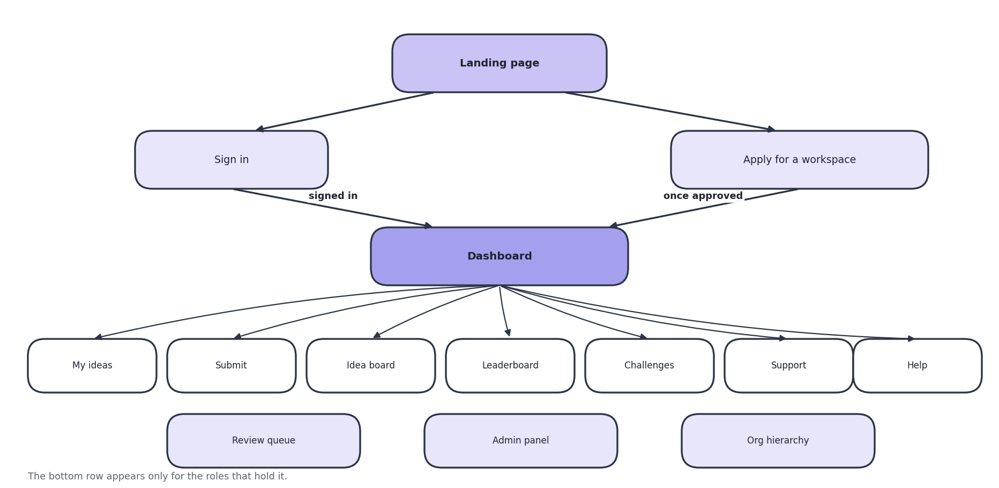 Landing page
Sign in
Apply for a workspace
signed in
once approved
Dashboard
My ideas
Submit
Idea board
Leaderboard
Challenges
Support
Help
Review queue
Admin panel
Org hierarchy
The bottom row appears only for the roles that hold it.